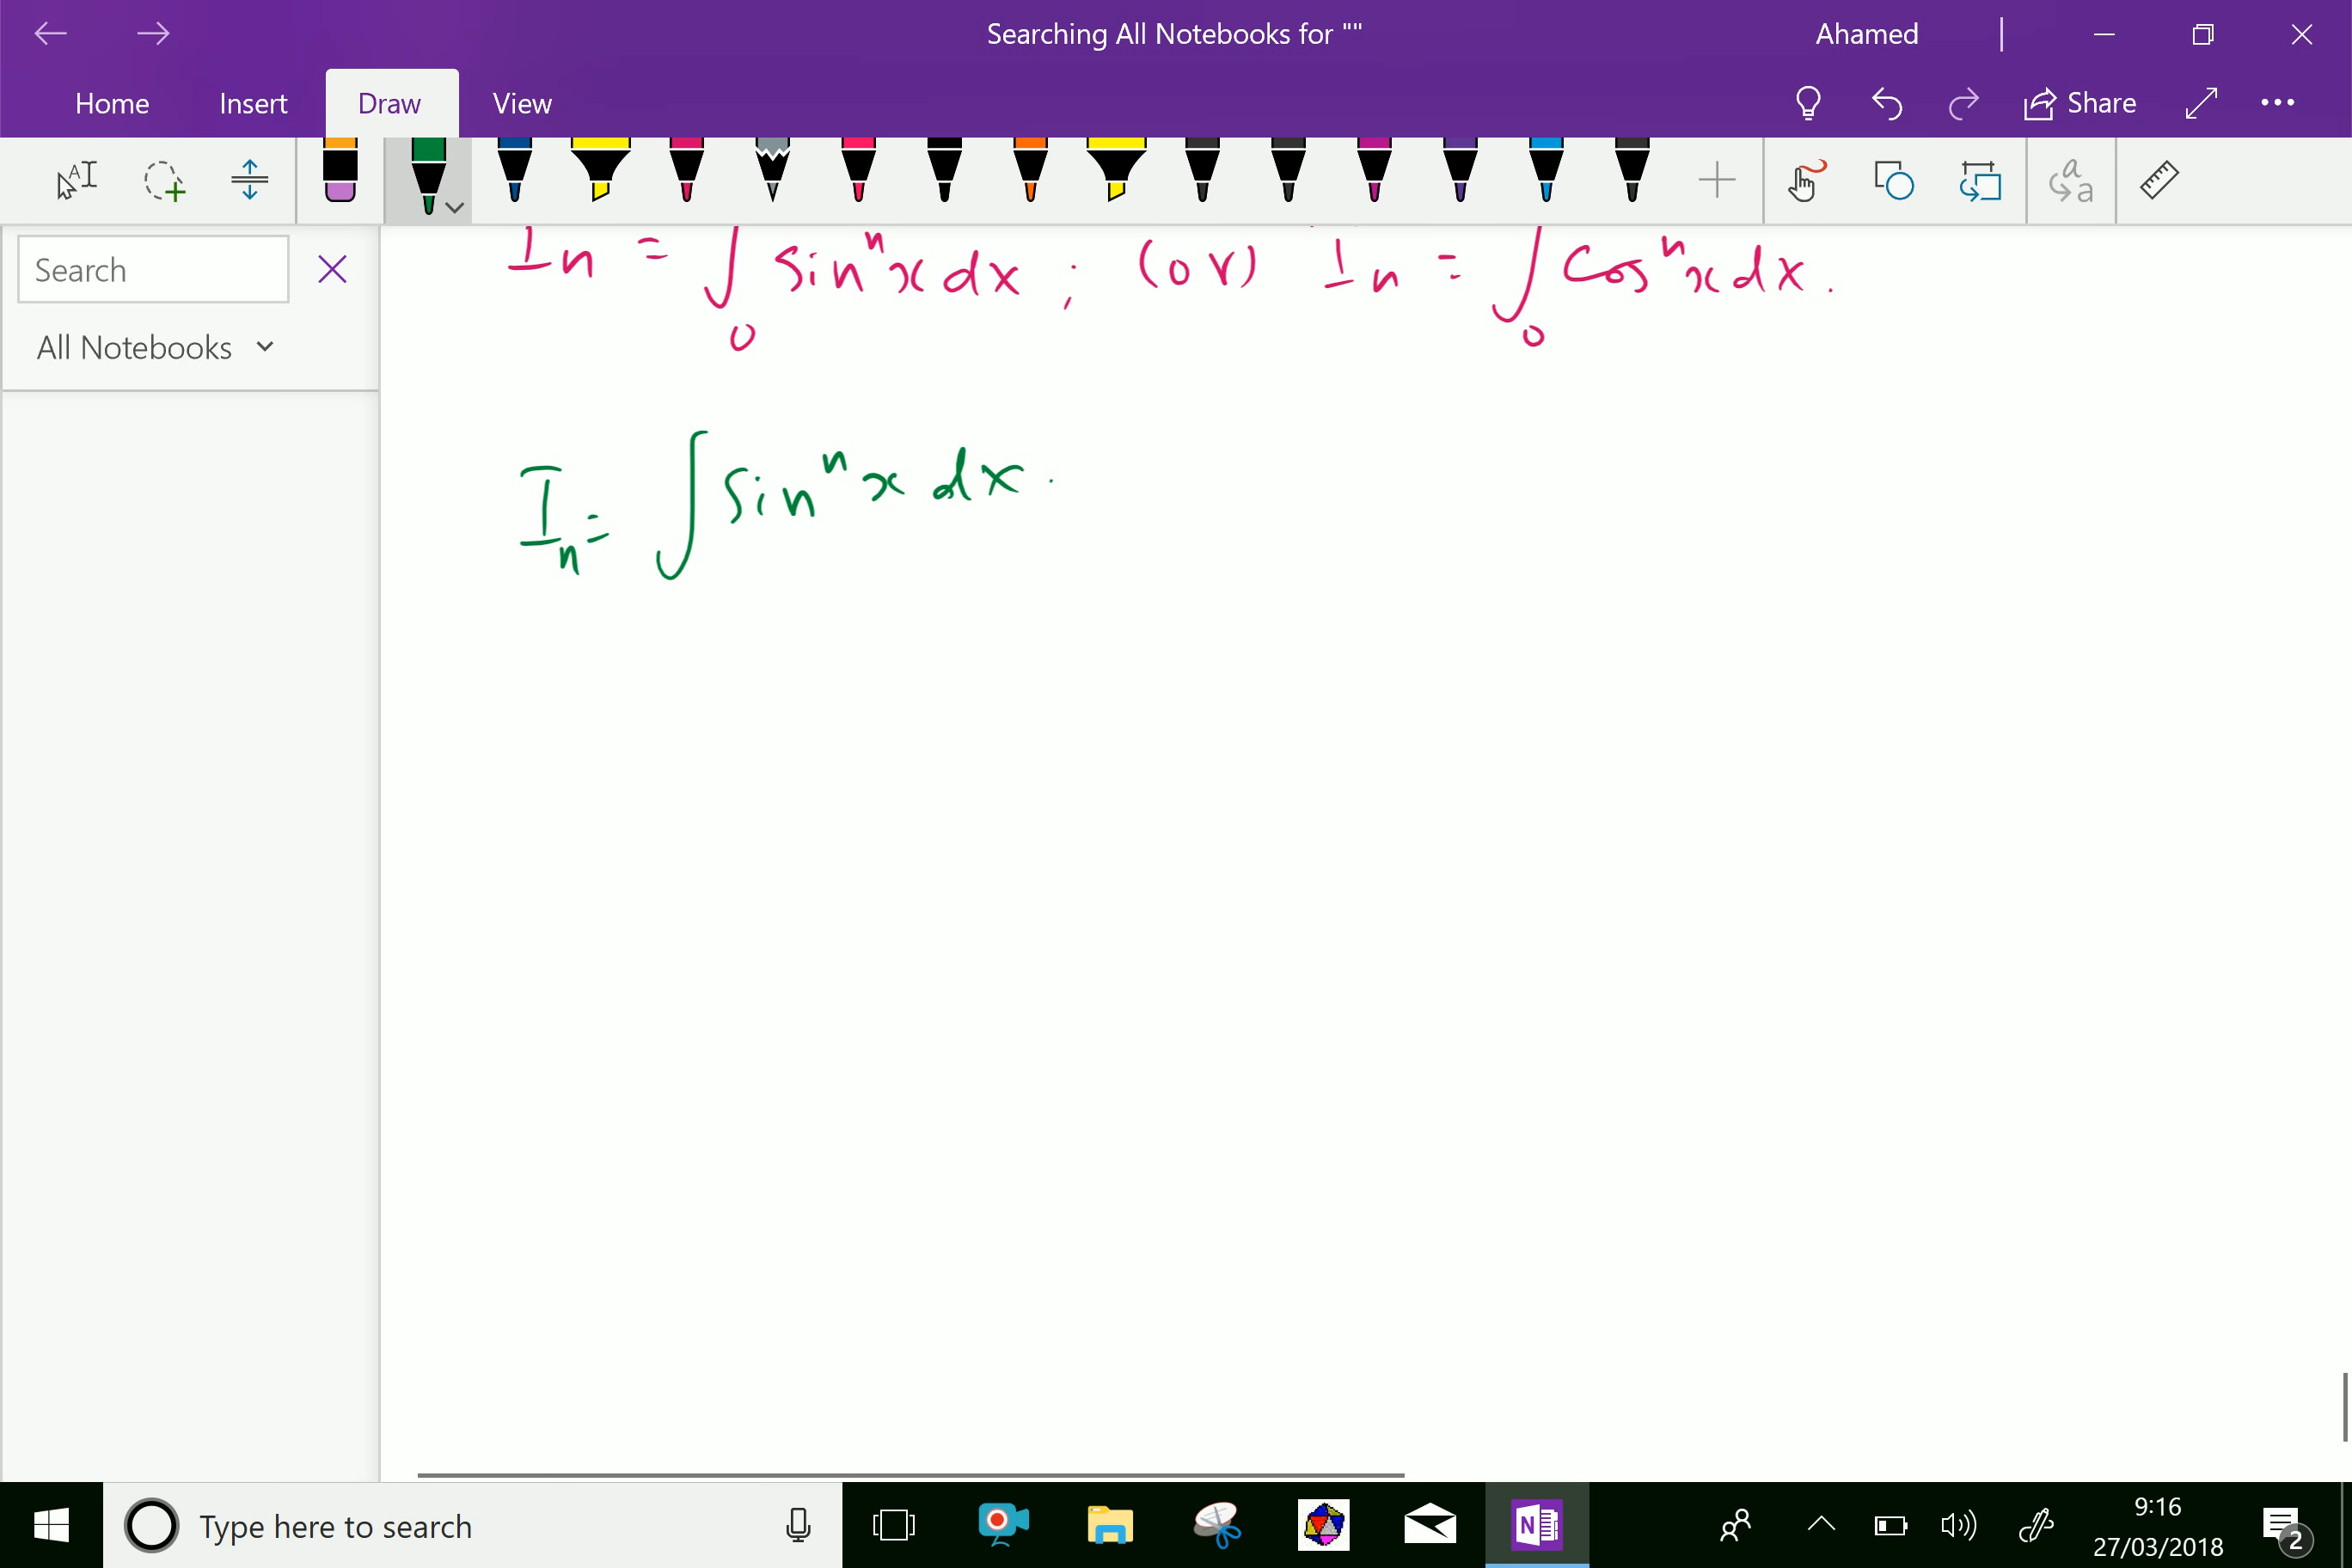 Searching All Notebooks for ""
Ahamed
Home Insert Draw View
Share
Search
All Notebooks
In = ∫₀ sinⁿx dx ; (or) In = ∫₀ Cosⁿx dx.
Iₙ = ∫ sinⁿ x dx.
Type here to search
9:16
27/03/2018
2